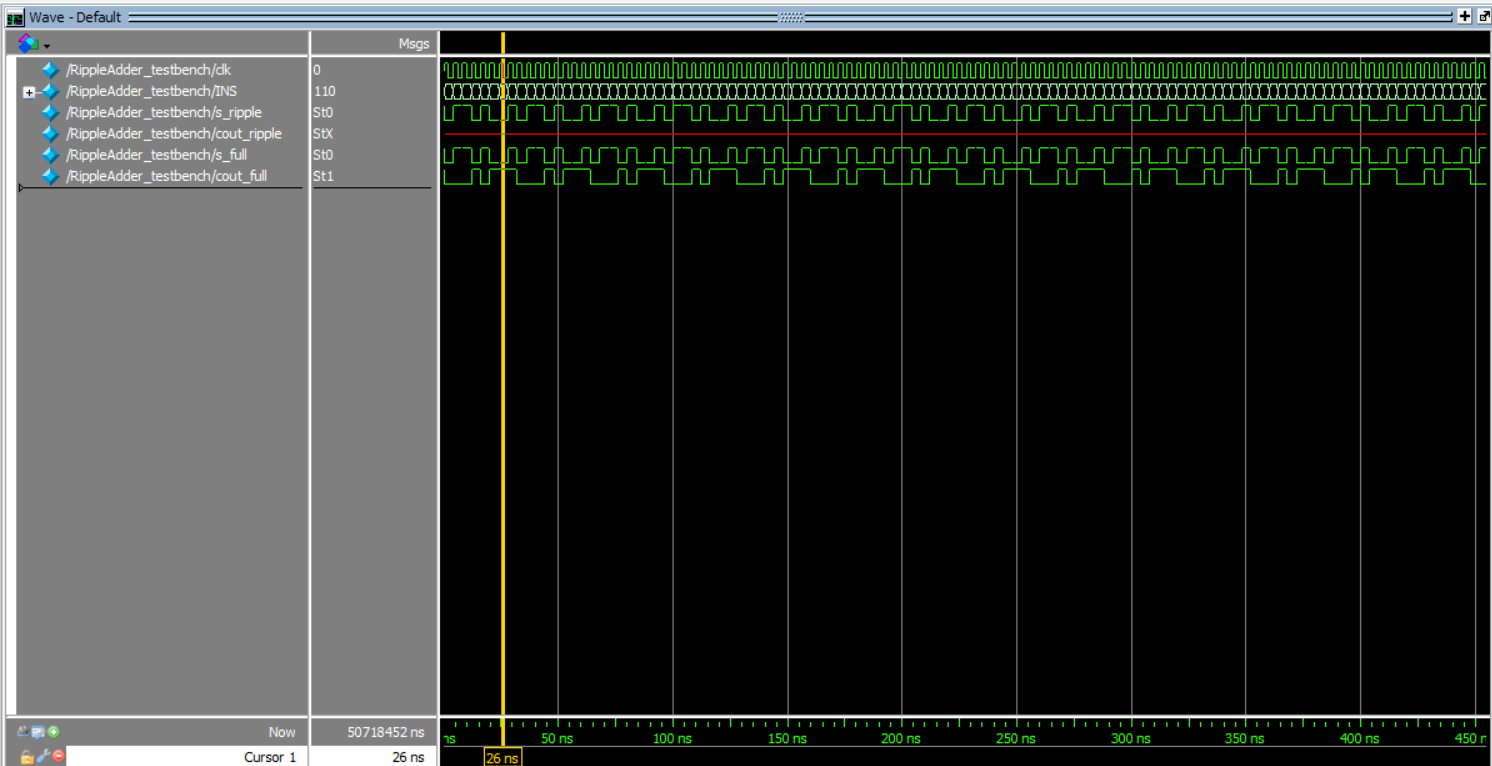 Wave - Default
Msgs
/RippleAdder_testbench/clk 0
/RippleAdder_testbench/INS 110
/RippleAdder_testbench/s_ripple St0
/RippleAdder_testbench/cout_ripple StX
/RippleAdder_testbench/s_full St0
/RippleAdder_testbench/cout_full St1
Now 50718452 ns ns 50 ns 100 ns 150 ns 200 ns 250 ns 300 ns 350 ns 400 ns 450 n
Cursor 1 26 ns 26 ns